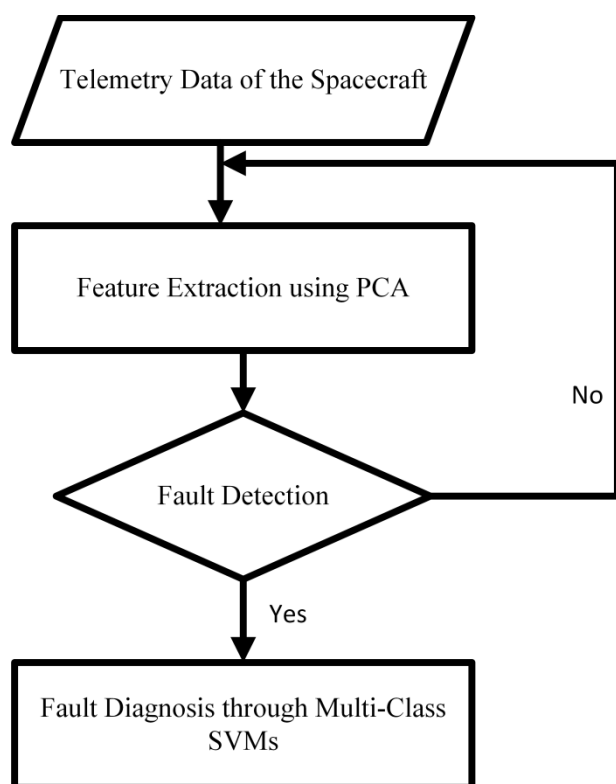 Telemetry Data of the Spacecraft
Feature Extraction using PCA
No
Fault Detection
Yes
Fault Diagnosis through Multi-Class
SVMs